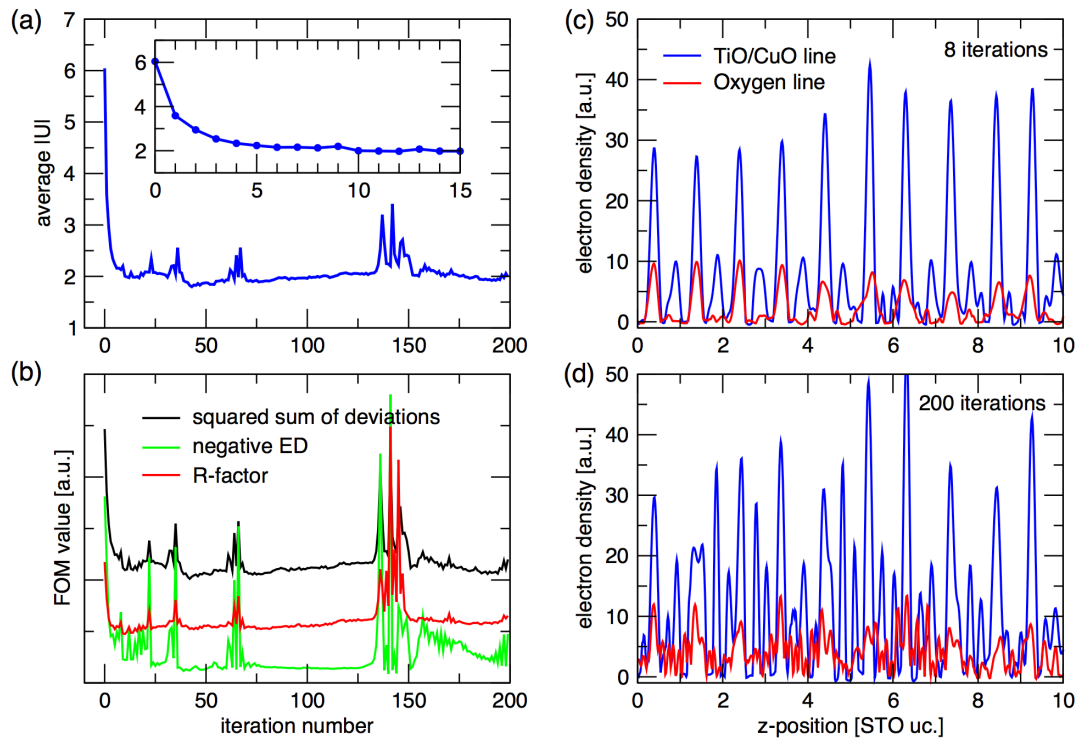 (a)
7
6
5
4
3
2
1
average |U|
6
4
2
0
5
10
15
0
50
100
150
200
(b)
squared sum of deviations
negative ED
R-factor
FOM value [a.u.]
0
50
100
150
200
iteration number
(c)
50
40
30
20
10
0
electron density [a.u.]
TiO/CuO line
Oxygen line
8 iterations
0
2
4
6
8
10
(d)
50
40
30
20
10
0
electron density [a.u.]
200 iterations
0
2
4
6
8
10
z-position [STO uc.]